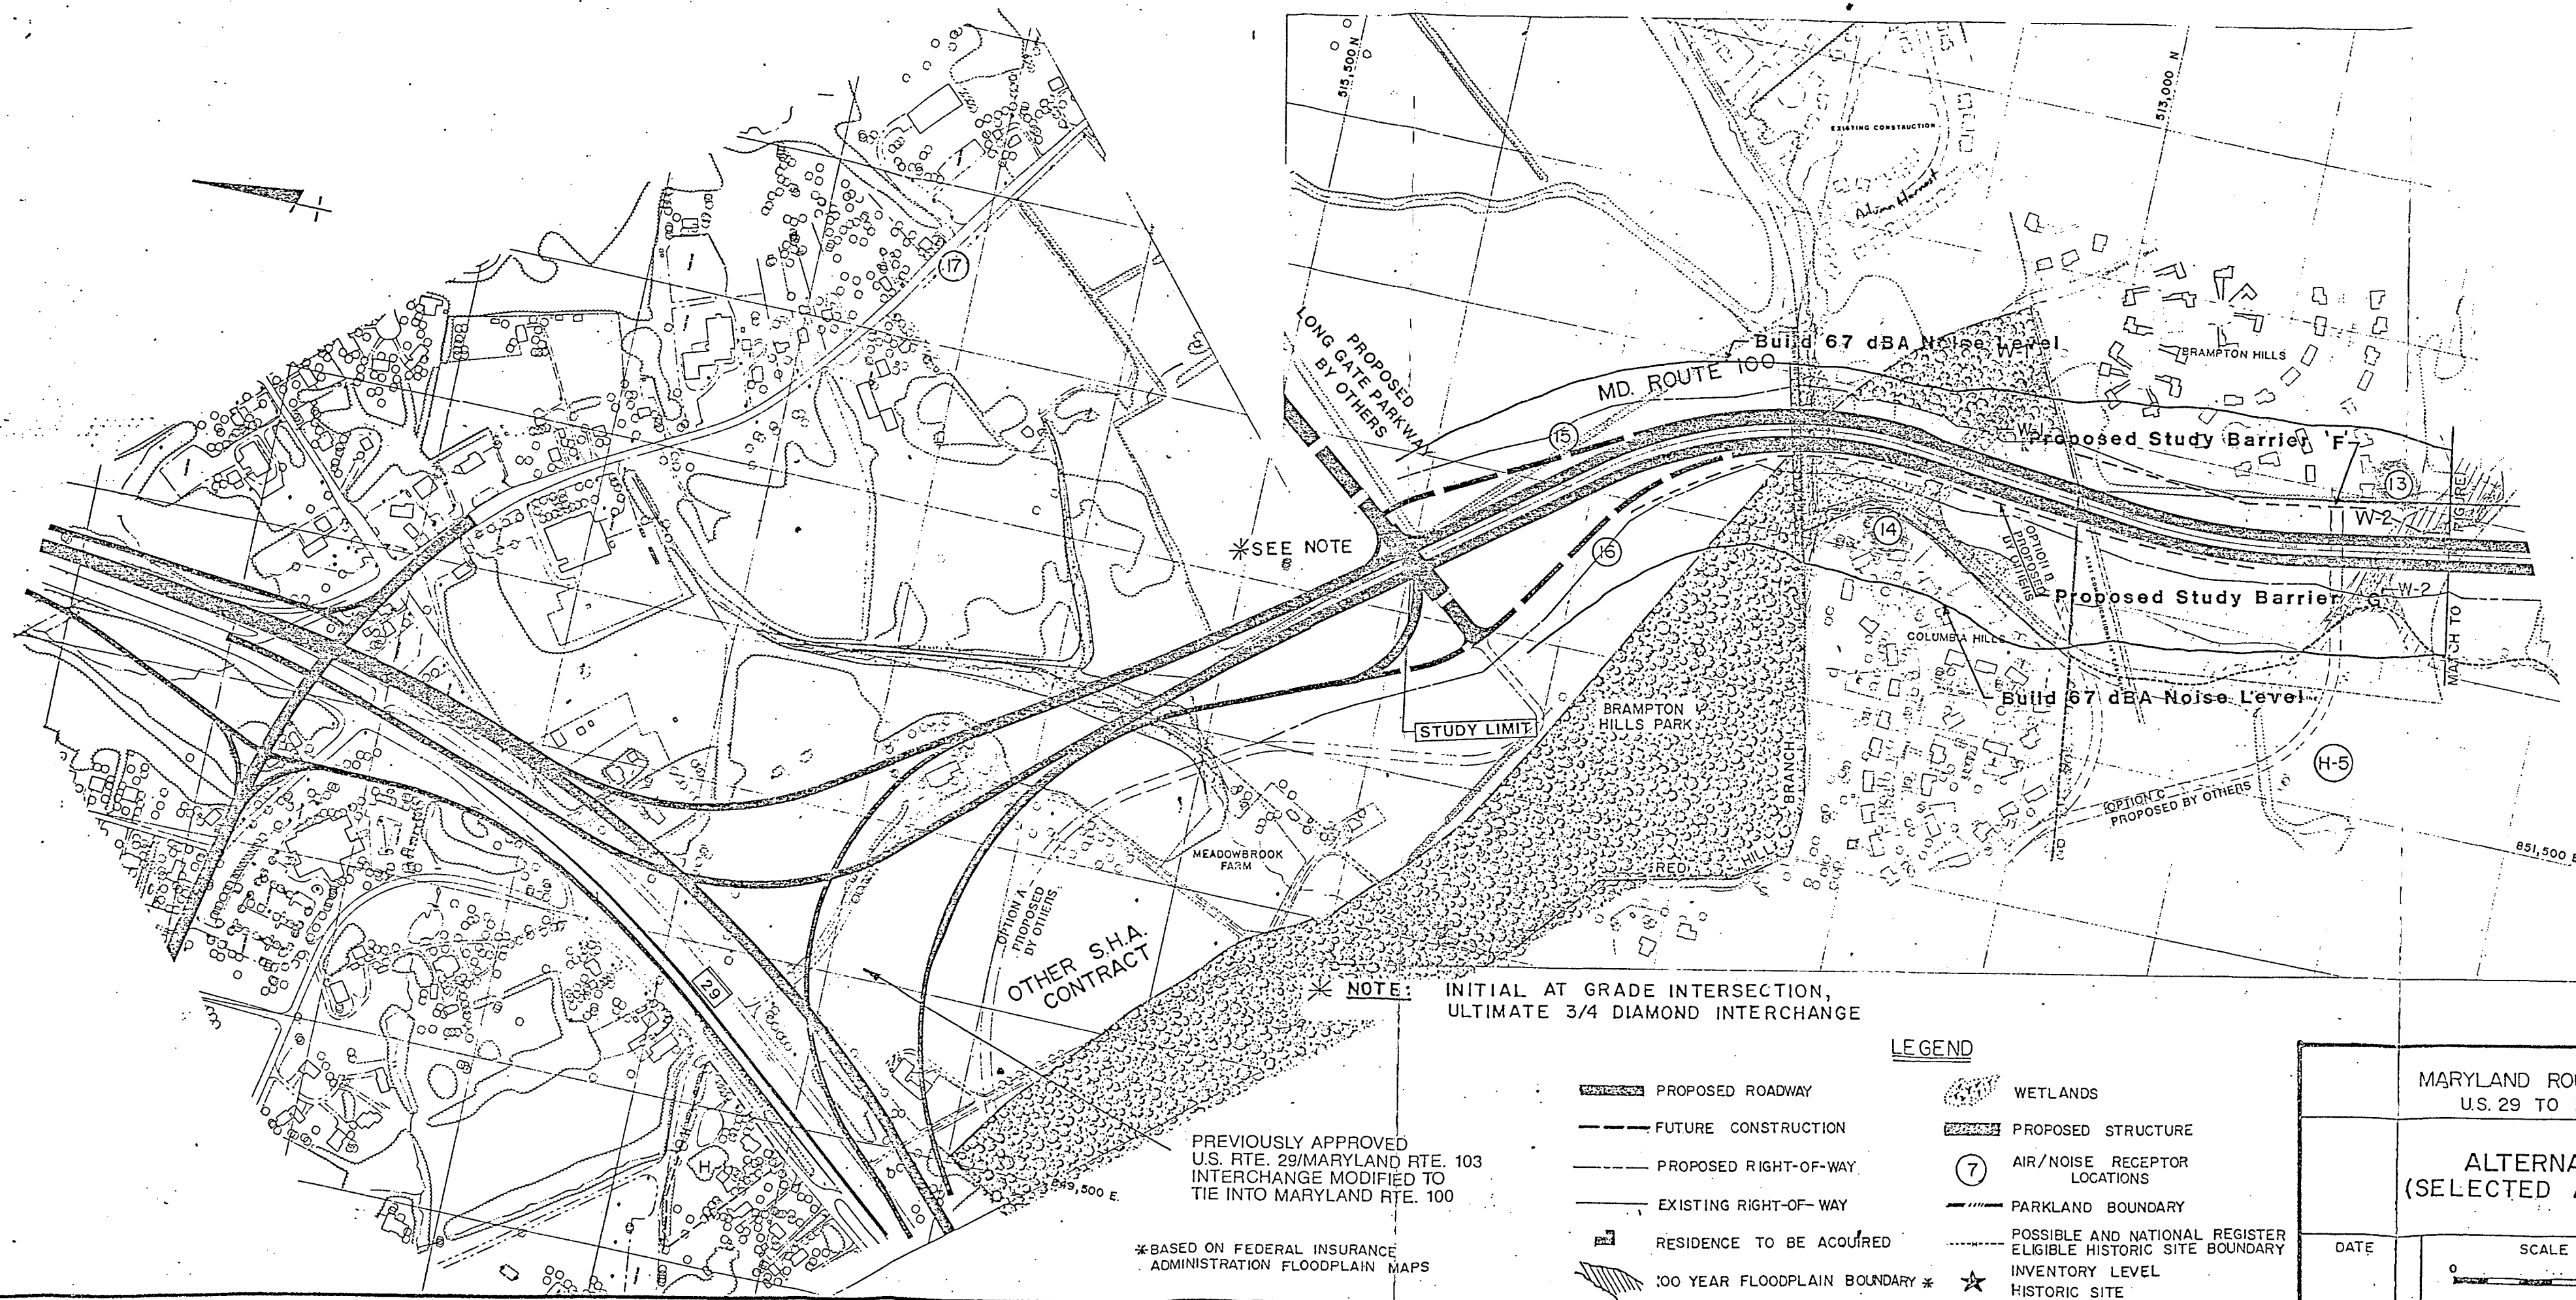 515,500 N
513,000 N
EXISTING CONSTRUCTION
17
PROPOSED
LONG GATE PARKWAY
BY OTHERS
Build 67 dBA Noise Level
W-1
BRAMPTON HILLS
MD. ROUTE 100
15
W-1
Proposed Study Barrier 'F'
13
W-2
14
16
OPTION B
PROPOSED
BY OTHERS
SEE NOTE
Proposed Study Barrier G
W-2
COLUMBIA HILLS
MATCH TO FIGURE
Build 67 dBA Noise Level
BRAMPTON
HILLS PARK
STUDY LIMIT
H-5
OPTION C
PROPOSED BY OTHERS
RED HILL BRANCH
851,500 E
MEADOWBROOK
FARM
OPTION A
PROPOSED
BY OTHERS
OTHER S.H.A.
CONTRACT
29
* NOTE: INITIAL AT GRADE INTERSECTION,
ULTIMATE 3/4 DIAMOND INTERCHANGE
H
849,500 E.
PREVIOUSLY APPROVED
U.S. RTE. 29/MARYLAND RTE. 103
INTERCHANGE MODIFIED TO
TIE INTO MARYLAND RTE. 100
*BASED ON FEDERAL INSURANCE
ADMINISTRATION FLOODPLAIN MAPS
LEGEND
PROPOSED ROADWAY
FUTURE CONSTRUCTION
PROPOSED RIGHT-OF-WAY
EXISTING RIGHT-OF-WAY
RESIDENCE TO BE ACQUIRED
100 YEAR FLOODPLAIN BOUNDARY *
WETLANDS
PROPOSED STRUCTURE
7
AIR/NOISE RECEPTOR
LOCATIONS
PARKLAND BOUNDARY
POSSIBLE AND NATIONAL REGISTER
ELIGIBLE HISTORIC SITE BOUNDARY
INVENTORY LEVEL
HISTORIC SITE
MARYLAND ROU
U.S. 29 TO
ALTERNA
(SELECTED
DATE
SCALE
0